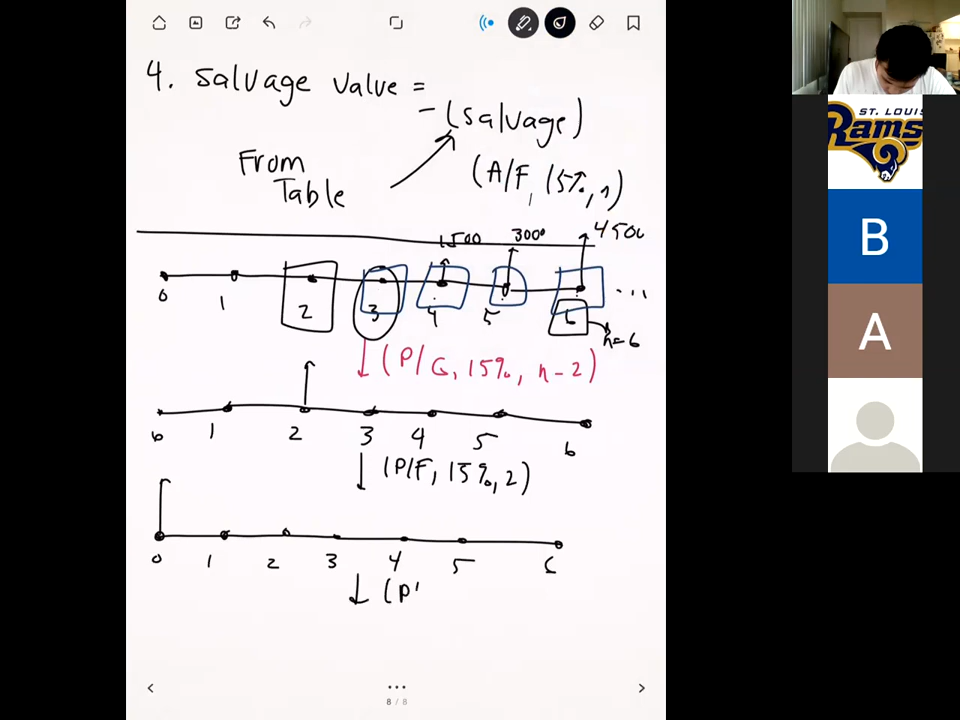 4. Salvage Value =
-(Salvage)
From
Table
(A/F, 15%, n)
1500 3000 4500
0 1 2 3 4 5 6 ...
n=6
(P/G, 15%, n-2)
0 1 2 3 4 5 6
(P/F, 15%, 2)
0 1 2 3 4 5 6
(P
8 / 8
ST. LOUIS
Rams
B
A